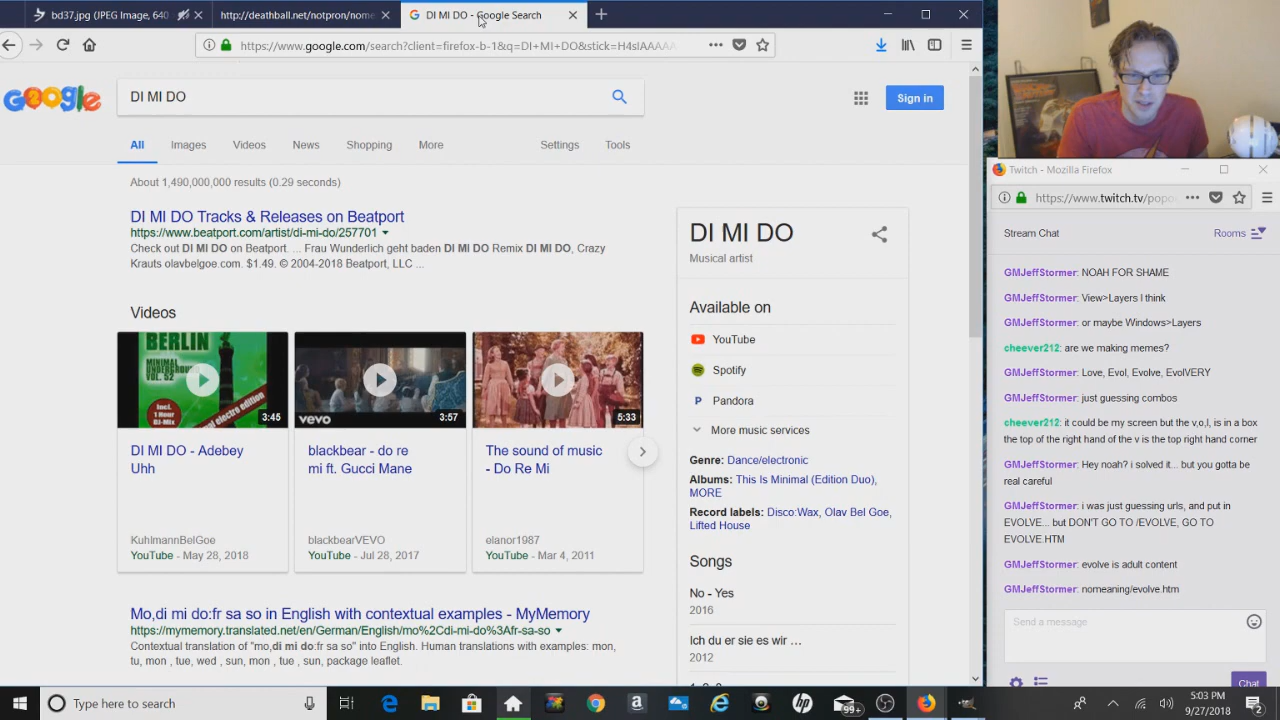 bd37.jpg (JPEG Image, 640
http://deathball.net/notpron/nome
DI MI DO - Google Search
https://www.google.com/search?client=firefox-b-1&q=DI+MI+DO&stick=H4sIAAAAA
Google
DI MI DO
Sign in
All Images Videos News Shopping More Settings Tools
About 1,490,000,000 results (0.29 seconds)
DI MI DO Tracks & Releases on Beatport
https://www.beatport.com/artist/di-mi-do/257701
Check out DI MI DO on Beatport. ... Frau Wunderlich geht baden DI MI DO Remix DI MI DO, Crazy
Krauts olavbelgoe.com. $1.49. © 2004-2018 Beatport, LLC ...
Videos
BERLIN
MINIMAL
UNDERGROUND
VOL. 52
3:45
vevo
3:57
5:33
DI MI DO - Adebey
Uhh
KuhlmannBelGoe
YouTube - May 28, 2018
blackbear - do re
mi ft. Gucci Mane
blackbearVEVO
YouTube - Jul 28, 2017
The sound of music
- Do Re Mi
elanor1987
YouTube - Mar 4, 2011
Mo,di mi do:fr sa so in English with contextual examples - MyMemory
https://mymemory.translated.net/en/German/English/mo%2Cdi-mi-do%3Afr-sa-so
Contextual translation of "mo,di mi do:fr sa so" into English. Human translations with examples: mon,
tu, mon , tue, wed , sun, mon , tue , sun, package leaflet.
DI MI DO
Musical artist
Available on
YouTube
Spotify
Pandora
More music services
Genre: Dance/electronic
Albums: This Is Minimal (Edition Duo),
MORE
Record labels: Disco:Wax, Olav Bel Goe,
Lifted House
Songs
No - Yes
2016
Ich du er sie es wir ...
2012
Twitch - Mozilla Firefox
https://www.twitch.tv/popo
Stream Chat
Rooms
GMJeffStormer: NOAH FOR SHAME
GMJeffStormer: View>Layers I think
GMJeffStormer: or maybe Windows>Layers
cheever212: are we making memes?
GMJeffStormer: Love, Evol, Evolve, EvolVERY
GMJeffStormer: just guessing combos
cheever212: it could be my screen but the v,o,l, is in a box
the top of the right hand of the v is the top right hand corner
GMJeffStormer: Hey noah? i solved it... but you gotta be
real careful
GMJeffStormer: i was just guessing urls, and put in
EVOLVE... but DON'T GO TO /EVOLVE, GO TO
EVOLVE.HTM
GMJeffStormer: evolve is adult content
GMJeffStormer: nomeaning/evolve.htm
Send a message
Chat
Type here to search
99+
5:03 PM
9/27/2018
2